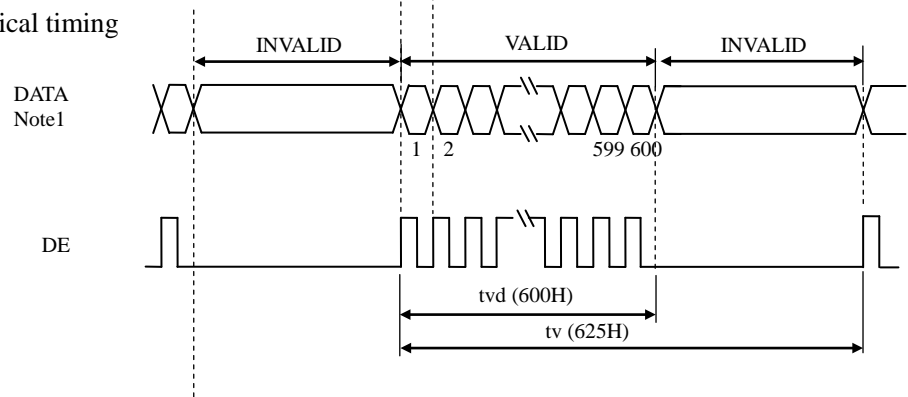 ical timing
INVALID VALID INVALID
DATA
Note1
1 2 599 600
DE
tvd (600H)
tv (625H)